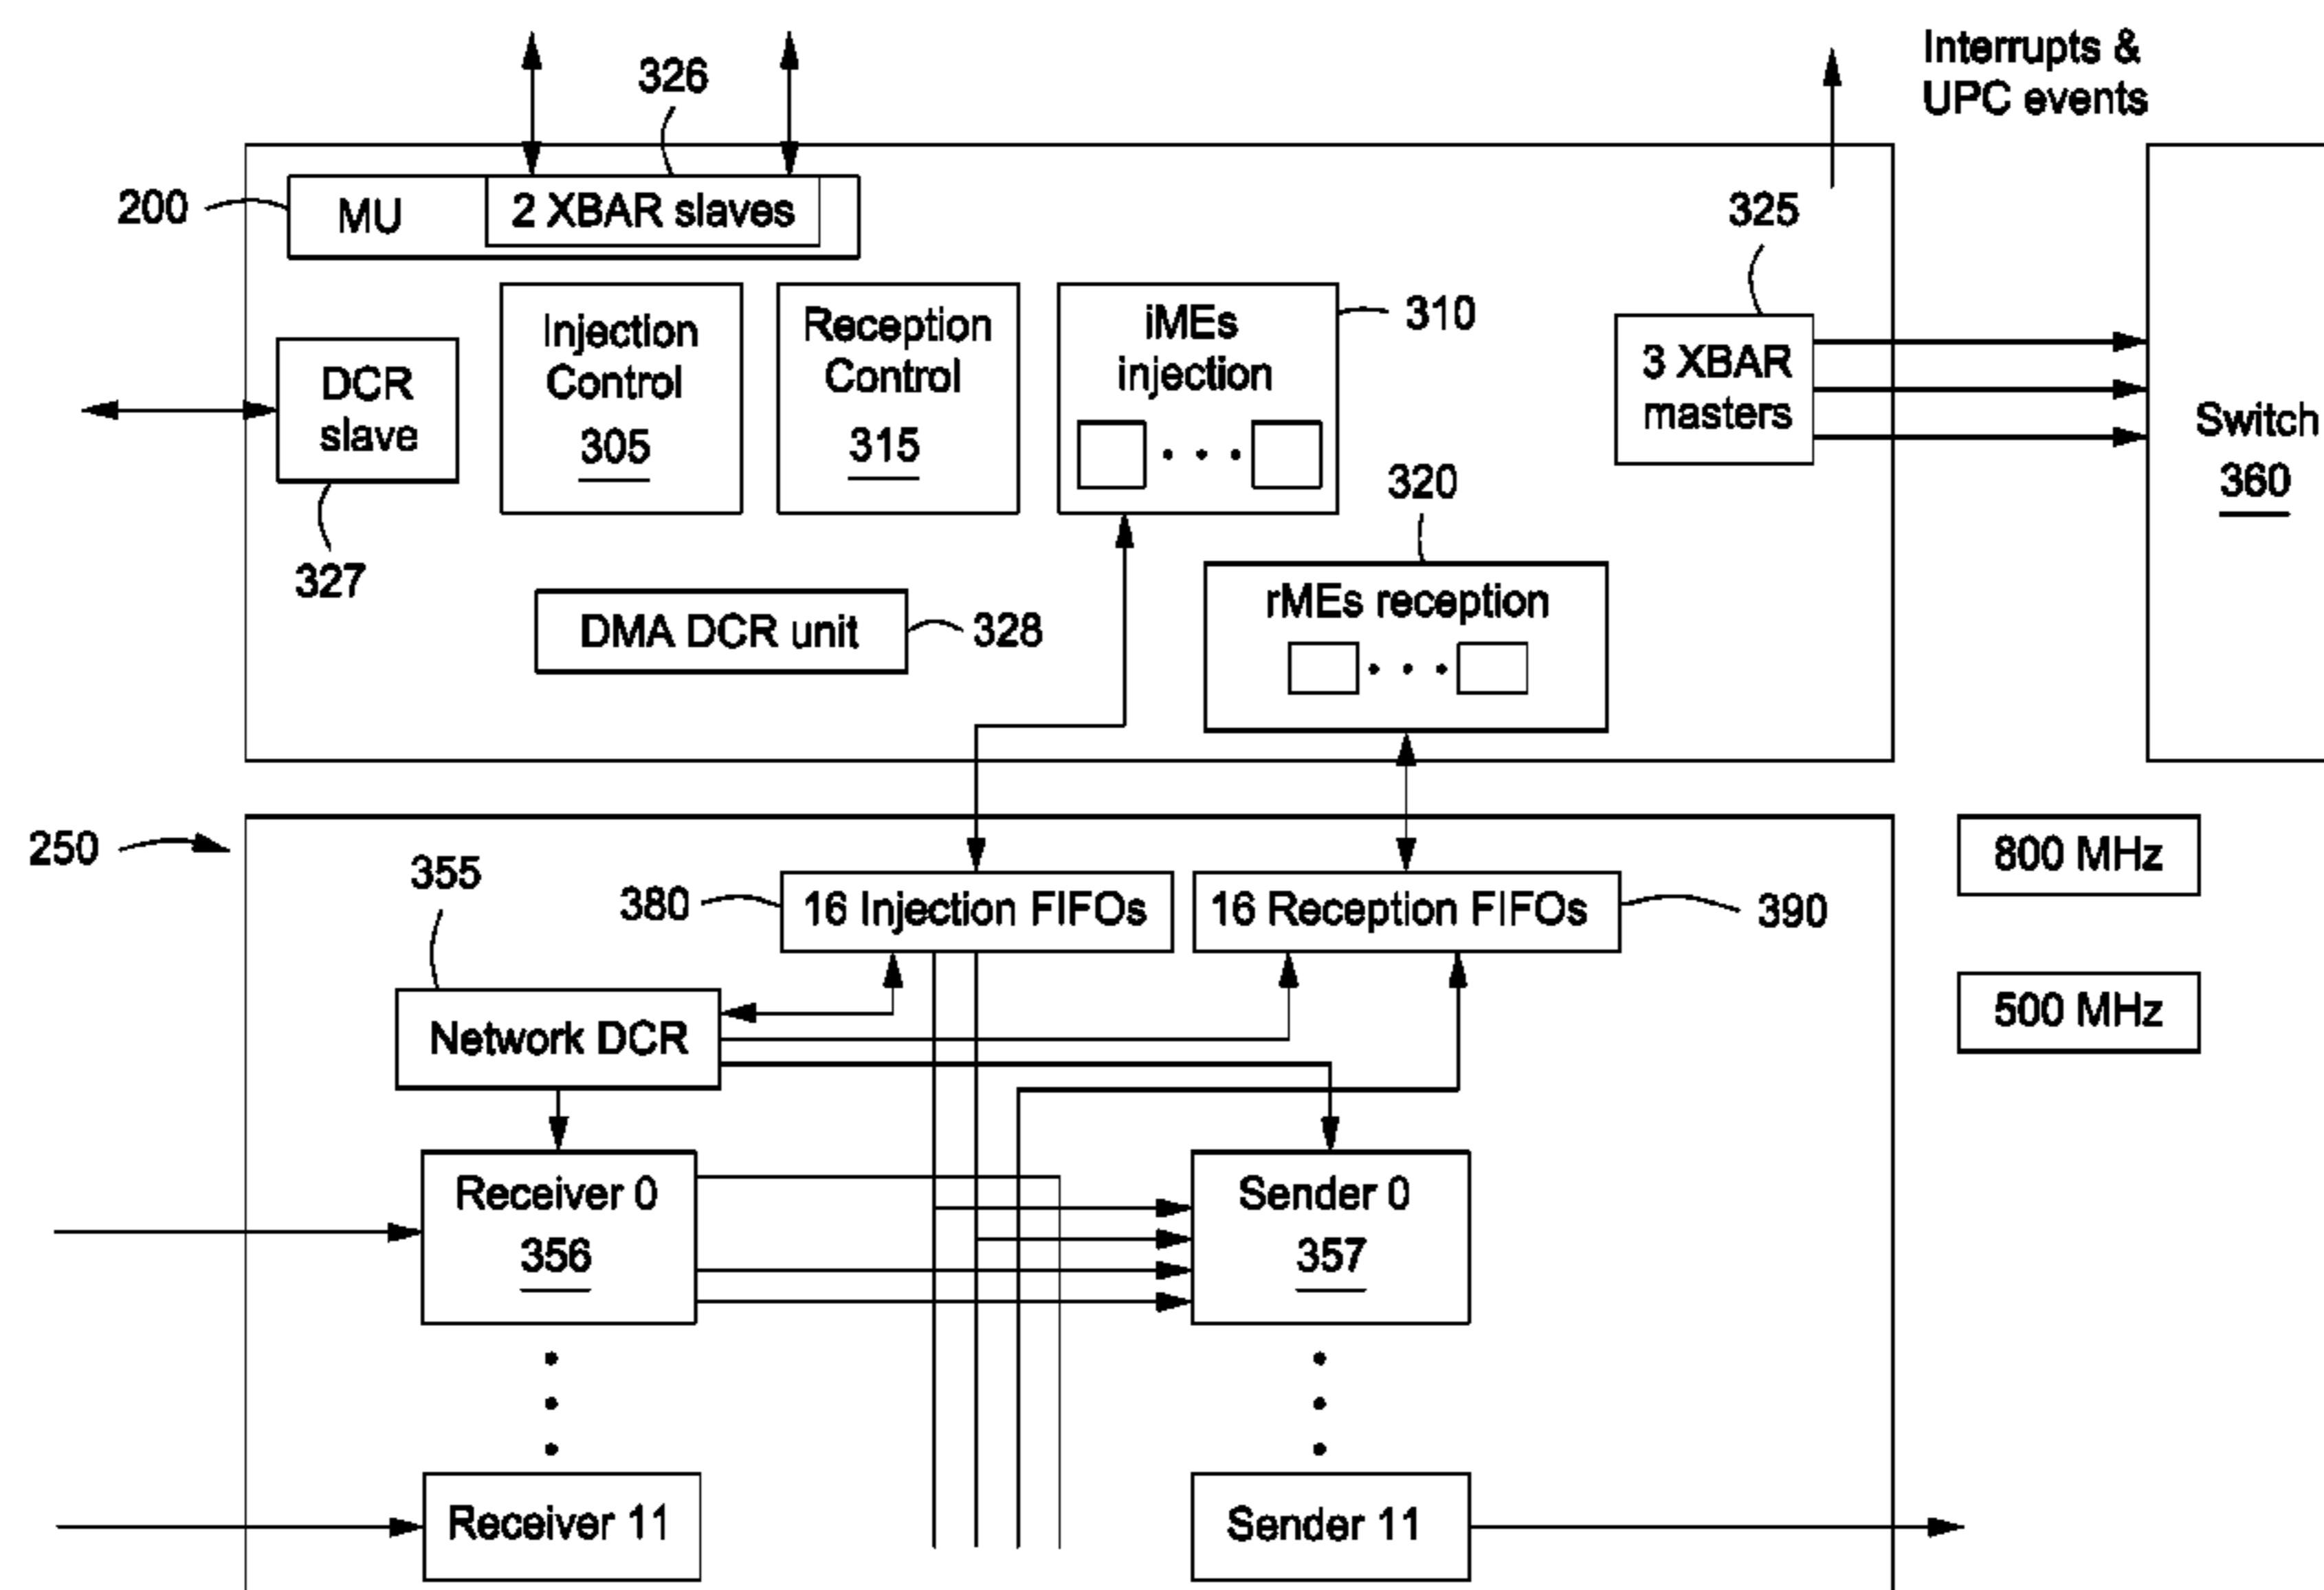 Interrupts &
UPC events
326
200
MU
2 XBAR slaves
325
Injection
Control
305
Reception
Control
315
iMEs
injection
310
3 XBAR
masters
DCR
slave
Switch
360
320
327
DMA DCR unit
328
rMEs reception
250
800 MHz
355
380
16 Injection FIFOs
16 Reception FIFOs
390
500 MHz
Network DCR
Receiver 0
356
Sender 0
357
Receiver 11
Sender 11